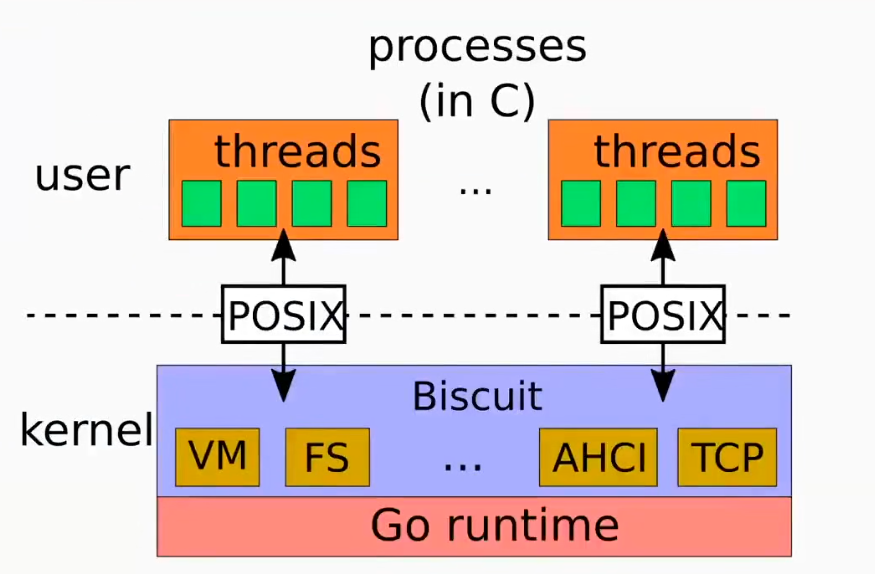 processes
(in C)
user
threads
...
threads
POSIX
POSIX
kernel
Biscuit
VM
FS
...
AHCI
TCP
Go runtime